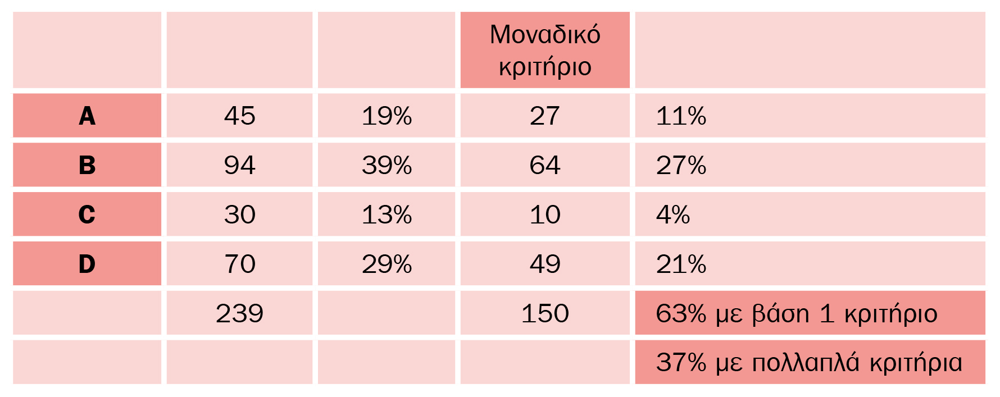 Μοναδικό
κριτήριο
A 45 19% 27 11%
B 94 39% 64 27%
C 30 13% 10 4%
D 70 29% 49 21%
239 150 63% με βάση 1 κριτήριο
37% με πολλαπλά κριτήρια